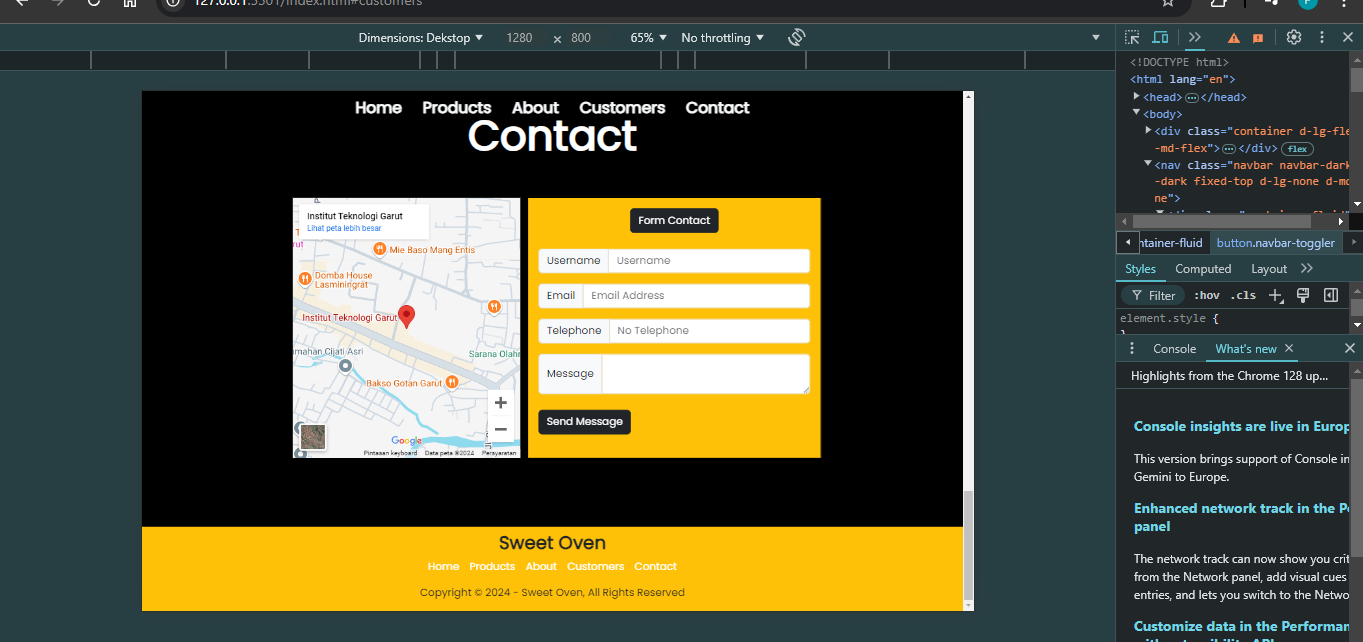 127.0.0.1:5501/index.html#customers
Dimensions: Dekstop 1280 × 800 65% No throttling
Home Products About Customers Contact
Contact
Institut Teknologi Garut
Lihat peta lebih besar
Mie Baso Mang Entis
Domba House
Lasminingrat
Institut Teknologi Garut
Cijati Asri
Sarana
Bakso Gotan Garut
Google
Pintasan keyboard Data peta ©2024 Persyaratan
Form Contact
Username Username
Email Email Address
Telephone No Telephone
Message
Send Message
Sweet Oven
Home Products About Customers Contact
Copyright © 2024 - Sweet Oven, All Rights Reserved
<!DOCTYPE html>
<html lang="en">
<head> </head>
<body>
<div class="container d-lg-fle
-md-flex"> </div> flex
<nav class="navbar navbar-dark
-dark fixed-top d-lg-none d-md
ne">
ntainer-fluid button.navbar-toggler
Styles Computed Layout
Filter :hov .cls
element.style {
Console What's new
Highlights from the Chrome 128 up...
Console insights are live in Europ
This version brings support of Console in
Gemini to Europe.
Enhanced network track in the Pe
panel
The network track can now show you crit
from the Network panel, add visual cues
entries, and lets you switch to the Netwo
Customize data in the Performan